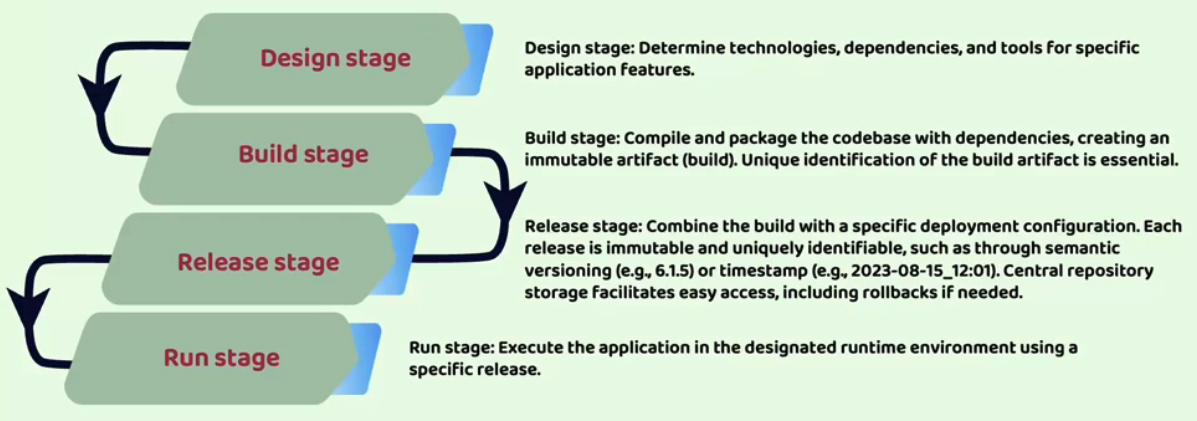 Design stage
Design stage: Determine technologies, dependencies, and tools for specific
application features.
Build stage
Build stage: Compile and package the codebase with dependencies, creating an
immutable artifact (build). Unique identification of the build artifact is essential.
Release stage
Release stage: Combine the build with a specific deployment configuration. Each
release is immutable and uniquely identifiable, such as through semantic
versioning (e.g., 6.1.5) or timestamp (e.g., 2023-08-15_12:01). Central repository
storage facilitates easy access, including rollbacks if needed.
Run stage
Run stage: Execute the application in the designated runtime environment using a
specific release.